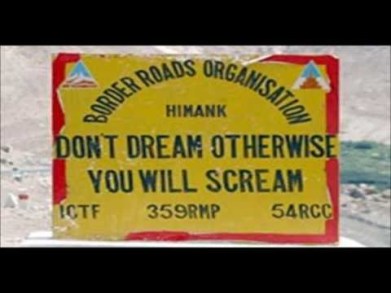 BORDER ROADS ORGANISATION
HIMANK
DON'T DREAM OTHERWISE
YOU WILL SCREAM
ICTF 359RMP 54RCC